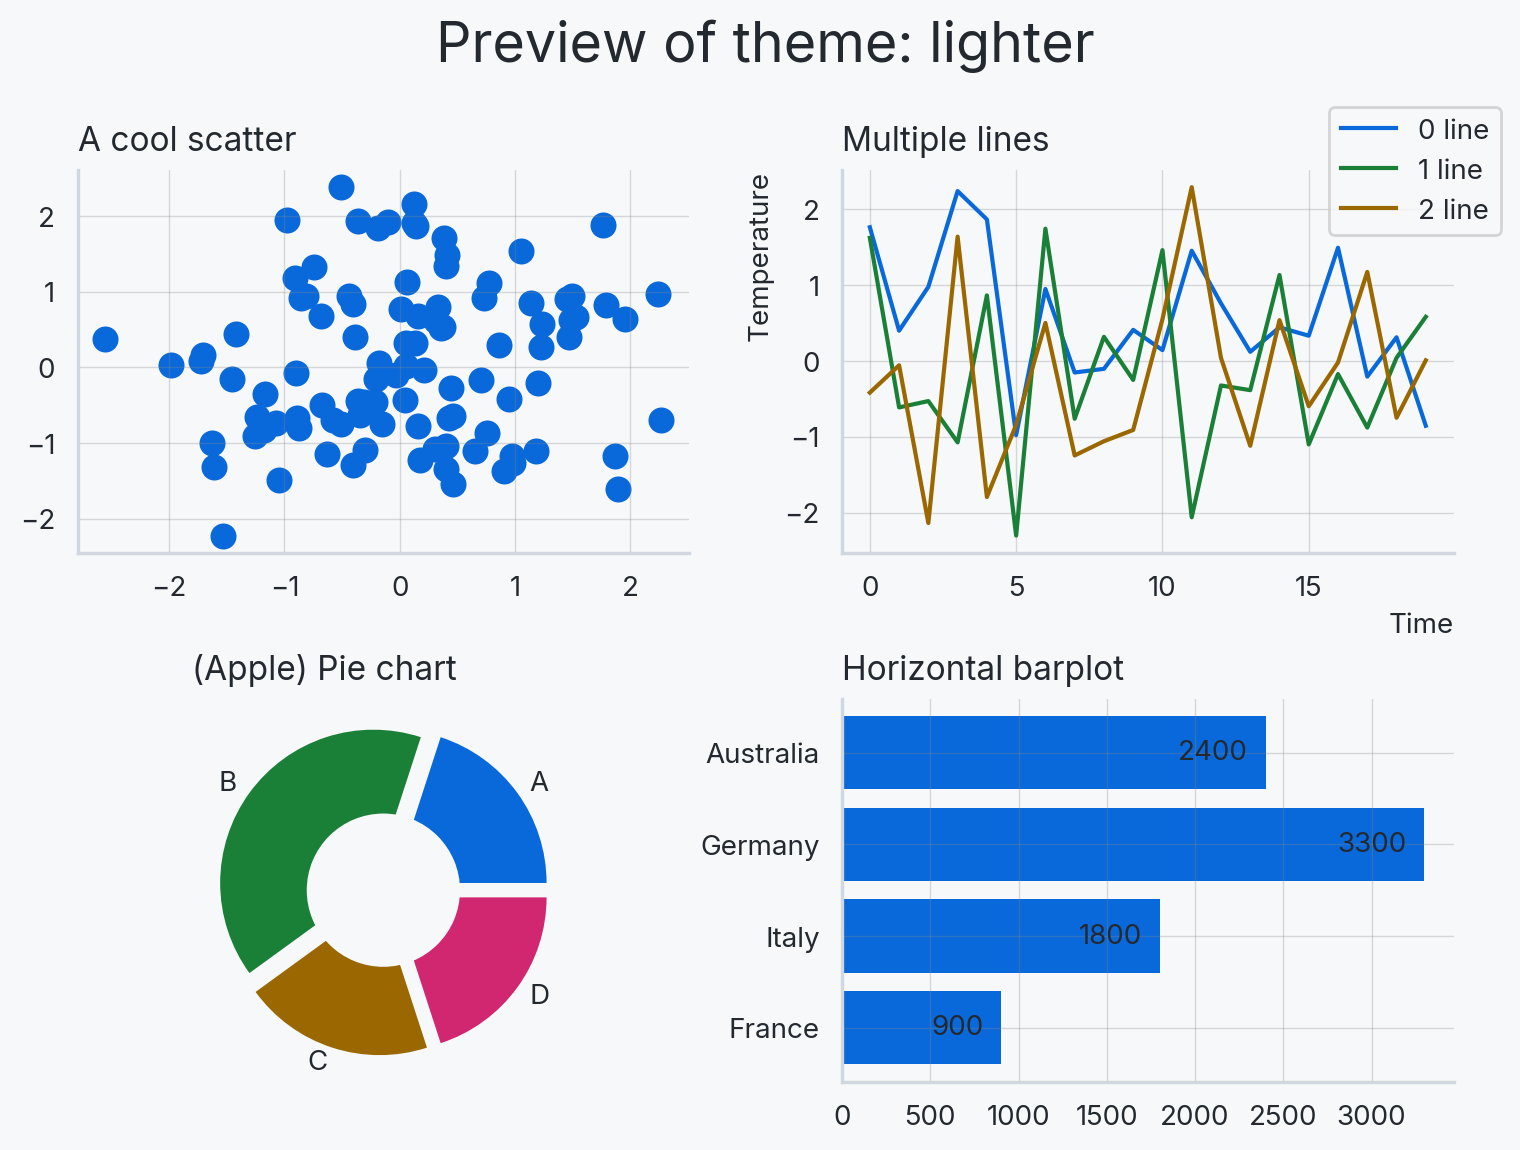 Preview of theme: lighter
A cool scatter
2
1
0
−1
−2
−2 −1 0 1 2
Multiple lines
0 line
1 line
2 line
Temperature
2
1
0
−1
−2
0 5 10 15
Time
(Apple) Pie chart
B
A
D
C
Horizontal barplot
Australia 2400
Germany 3300
Italy 1800
France 900
0 500 1000 1500 2000 2500 3000